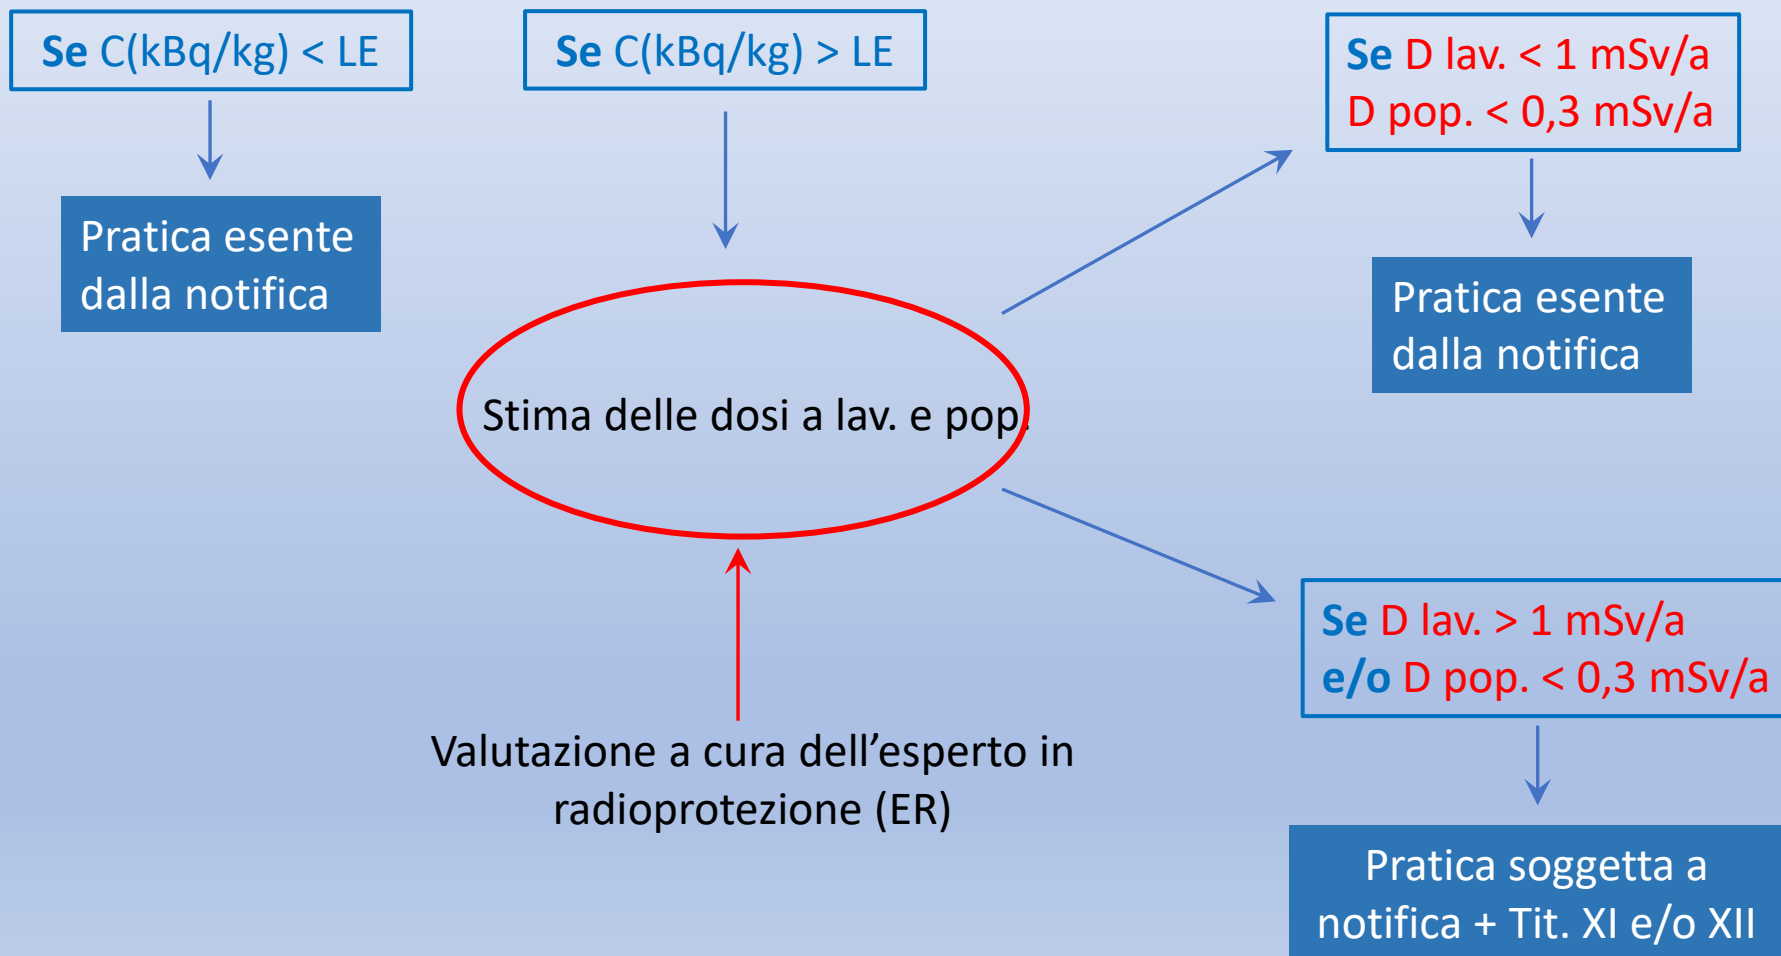 Se C(kBq/kg) < LE
Se C(kBq/kg) > LE
Se D lav. < 1 mSv/a
D pop. < 0,3 mSv/a
Pratica esente
dalla notifica
Pratica esente
dalla notifica
Stima delle dosi a lav. e pop.
Se D lav. > 1 mSv/a
e/o D pop. < 0,3 mSv/a
Valutazione a cura dell’esperto in
radioprotezione (ER)
Pratica soggetta a
notifica + Tit. XI e/o XII